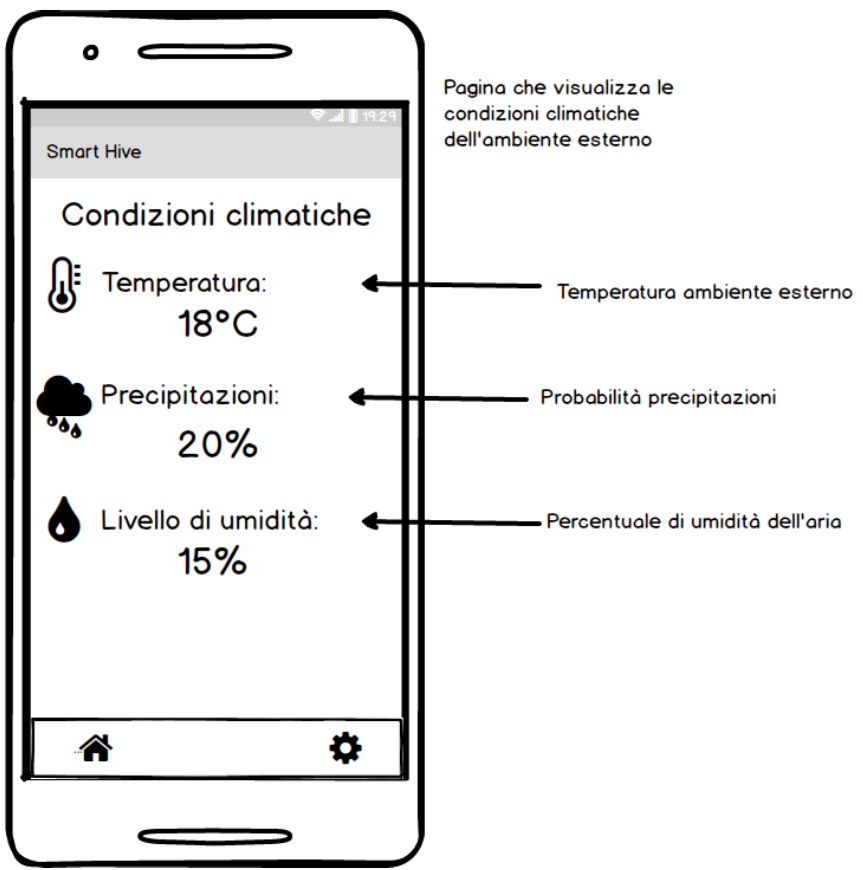 19:29
Smart Hive
Pagina che visualizza le
condizioni climatiche
dell'ambiente esterno
Condizioni climatiche
Temperatura:
18°C
Temperatura ambiente esterno
Precipitazioni:
20%
Probabilità precipitazioni
Livello di umidità:
15%
Percentuale di umidità dell'aria